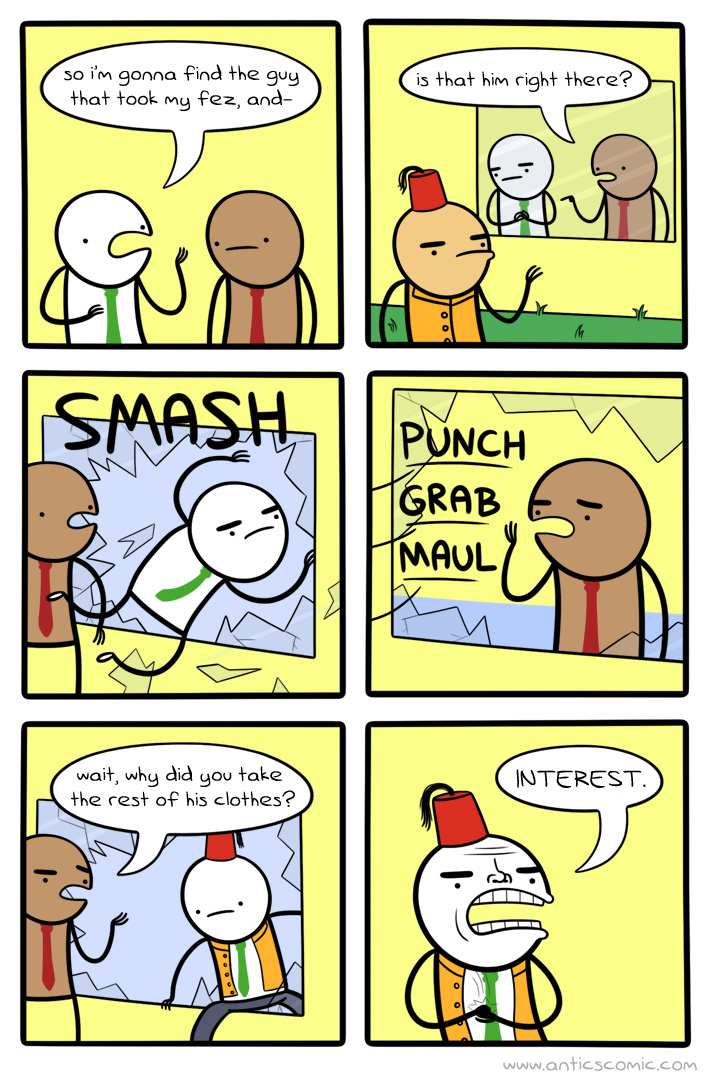 so i'm gonna find the guy
that took my fez, and-
is that him right there?
SMASH
PUNCH
GRAB
MAUL
wait, why did you take
the rest of his clothes?
INTEREST.
www.anticscomic.com